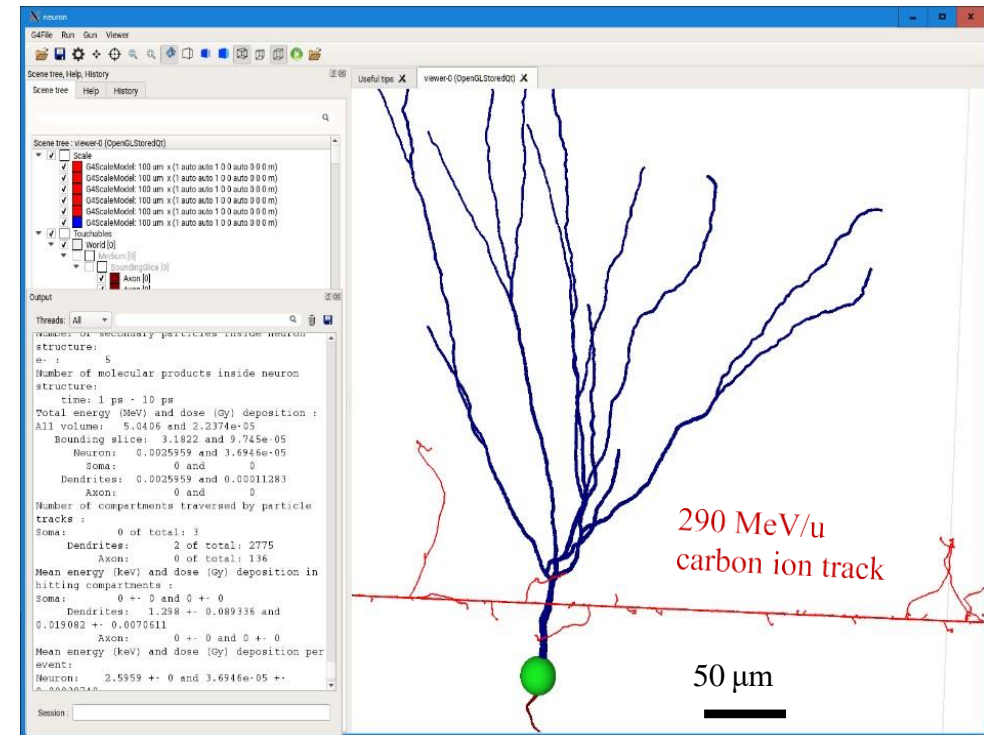 neuron
G4File Run Gun Viewer
Scene tree, Help, History
Scene tree Help History
Scene tree : viewer-0 (OpenGLStoredQt)
Scale
G4ScaleModel: 100 um x (1 auto auto 1 0 0 auto 0 0 0 m)
G4ScaleModel: 100 um x (1 auto auto 1 0 0 auto 0 0 0 m)
G4ScaleModel: 100 um x (1 auto auto 1 0 0 auto 0 0 0 m)
G4ScaleModel: 100 um x (1 auto auto 1 0 0 auto 0 0 0 m)
G4ScaleModel: 100 um x (1 auto auto 1 0 0 auto 0 0 0 m)
Touchables
World [0]
Medium [0]
BoundingSlice [0]
Axon [0]
Axon [0]
Output
Threads: All
Number of secondary particles inside neuron
structure:
e- : 5
Number of molecular products inside neuron
structure:
time: 1 ps - 10 ps
Total energy (MeV) and dose (Gy) deposition :
All volume: 5.0406 and 2.2374e-05
Bounding slice: 3.1822 and 9.745e-05
Neuron: 0.0025959 and 3.6946e-05
Soma: 0 and 0
Dendrites: 0.0025959 and 0.00011283
Axon: 0 and 0
Number of compartments traversed by particle
tracks :
Soma: 0 of total: 3
Dendrites: 2 of total: 2775
Axon: 0 of total: 136
Mean energy (keV) and dose (Gy) deposition in
hitting compartments :
Soma: 0 +- 0 and 0 +- 0
Dendrites: 1.298 +- 0.089336 and
0.019082 +- 0.0070611
Axon: 0 +- 0 and 0 +- 0
Mean energy (keV) and dose (Gy) deposition per
event:
Neuron: 2.5959 +- 0 and 3.6946e-05 +-
Session :
Useful tips X viewer-0 (OpenGLStoredQt) X
290 MeV/u
carbon ion track
50 μm